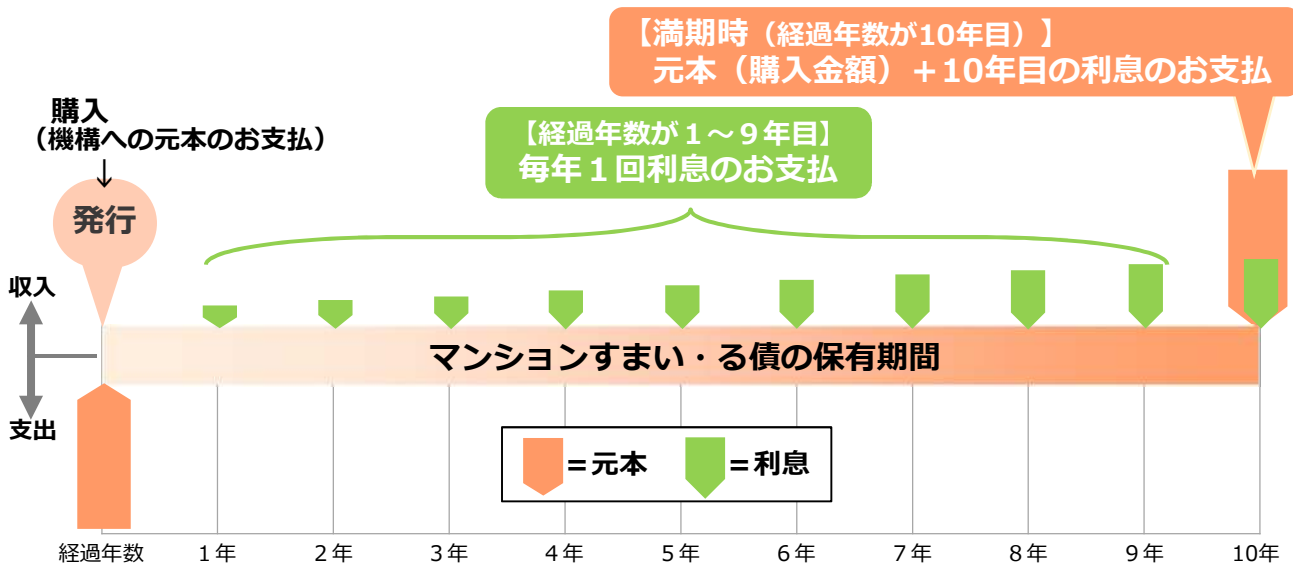 【満期時（経過年数が10年目）】
元本（購入金額）＋10年目の利息のお支払
購入
（機構への元本のお支払）
↓
発行
【経過年数が１～９年目】
毎年１回利息のお支払
収入
支出
マンションすまい・る債の保有期間
＝元本
＝利息
経過年数
１年
２年
３年
４年
５年
６年
７年
８年
９年
10年